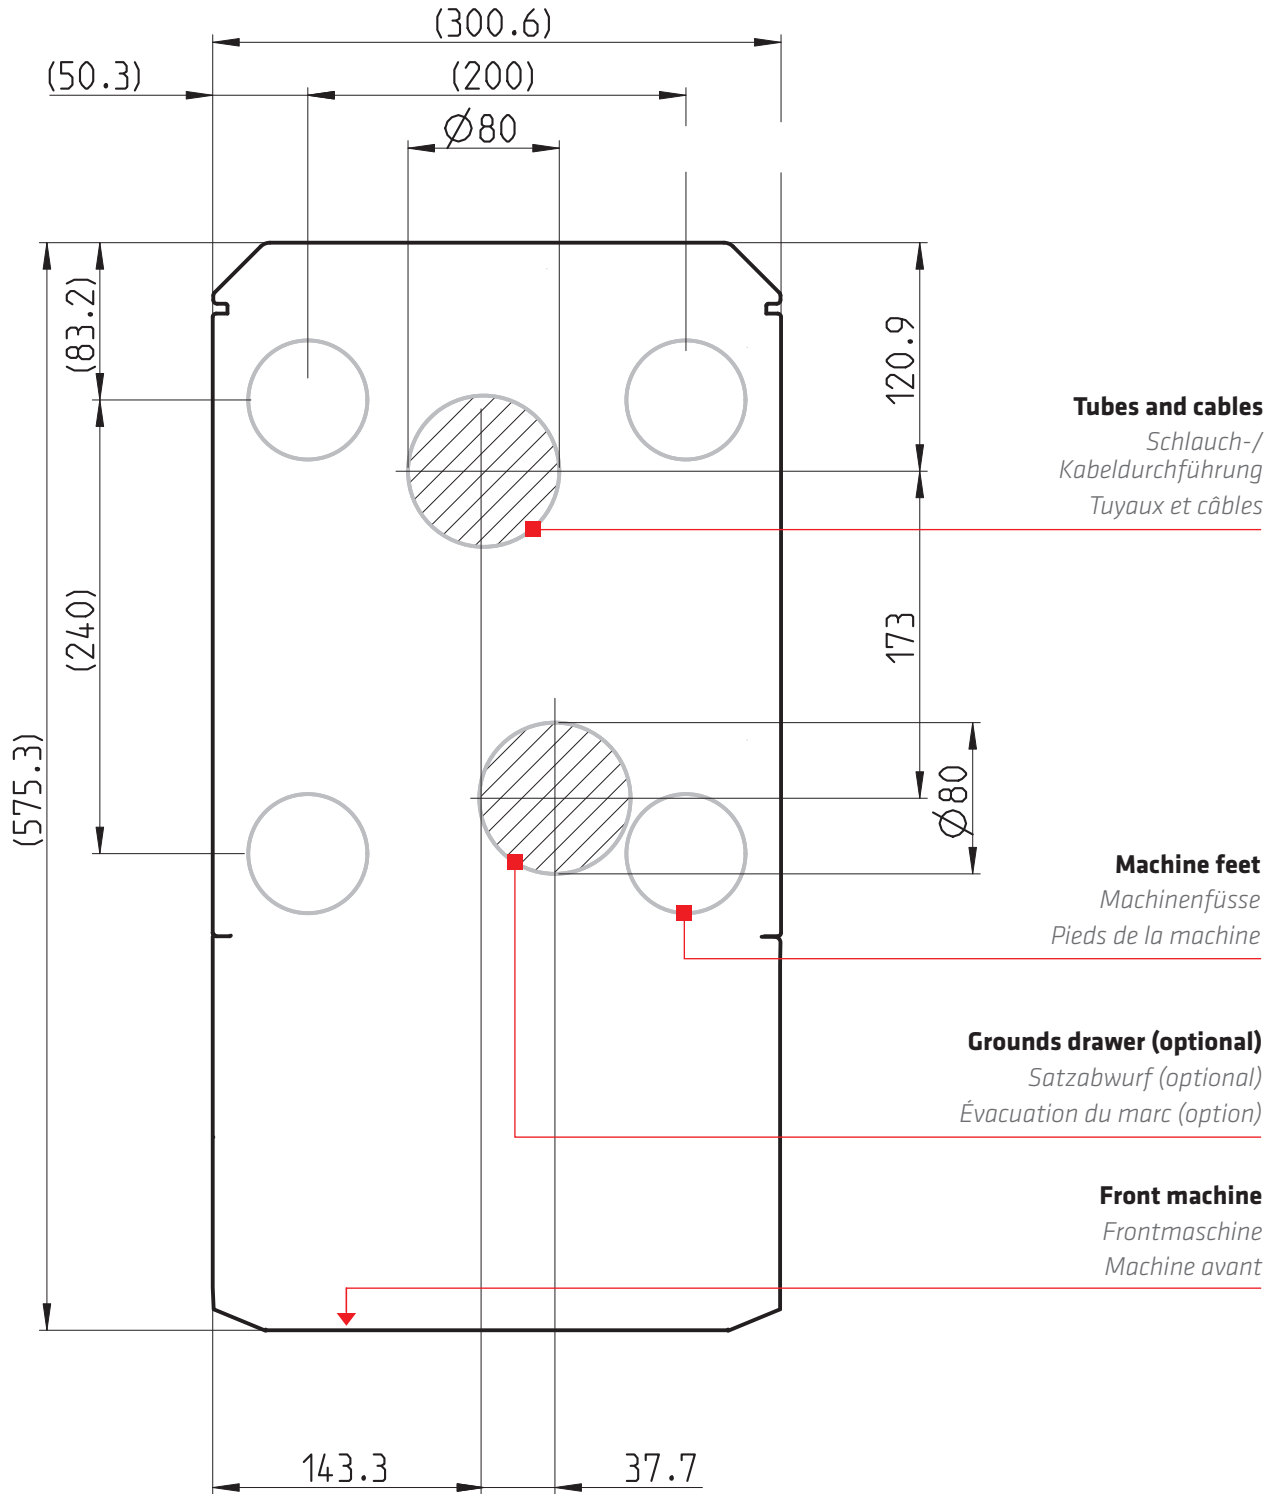 (300.6)
(50.3)
(200)
Ø80
(83.2)
120.9
Tubes and cables
Schlauch-/
Kabeldurchführung
Tuyaux et câbles
(240)
173
(575.3)
Ø80
Machine feet
Machinenfüsse
Pieds de la machine
Grounds drawer (optional)
Satzabwurf (optional)
Évacuation du marc (option)
Front machine
Frontmaschine
Machine avant
143.3
37.7